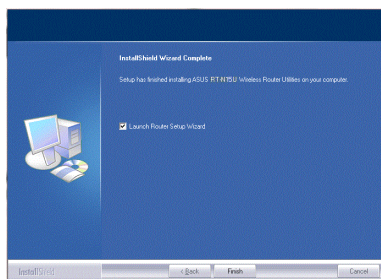 InstallShield Wizard Complete
Setup has finished installing ASUS RT-N15U Wireless Router Utilities on your computer.
Launch Router Setup Wizard
InstallShield
< Back
Finish
Cancel